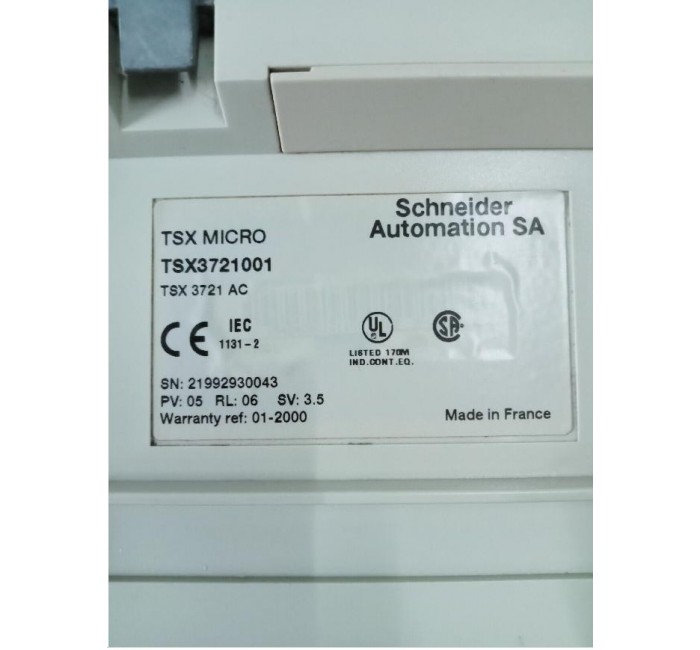 Schneider
Automation SA
TSX MICRO
TSX3721001
TSX 3721 AC
CE IEC
1131-2
UL
SA
LISTED 170M
IND.CONT.EQ.
SN: 21992930043
PV: 05 RL: 06 SV: 3.5
Warranty ref: 01-2000
Made in France